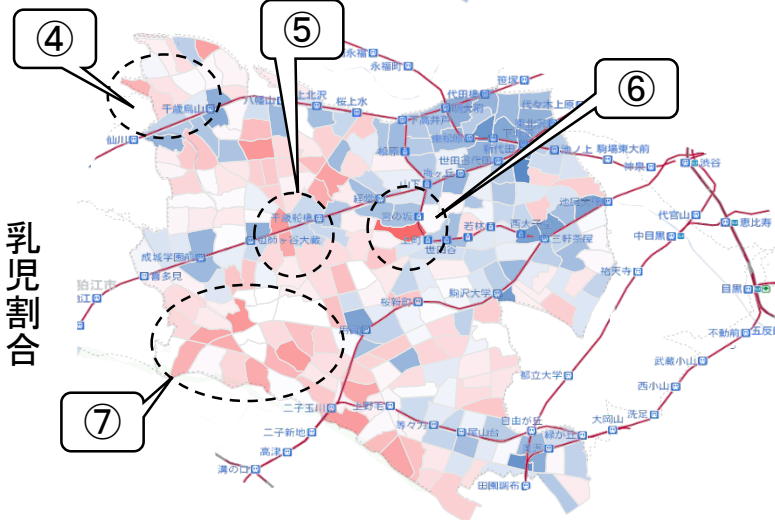 ④
⑤
⑥
永福町
笹塚
代田橋
代々木上原
千歳烏山
八幡山
上北沢
桜上水
下高井戸
明大前
仙川
松原
新代田
池ノ上
駒場東大前
世田谷代田
梅ヶ丘
神泉
渋谷
山下
経堂
宮の坂
千歳船橋
池尻大橋
代官山
恵比寿
祖師ヶ谷大蔵
上町
世田谷
若林
西太子堂
三軒茶屋
中目黒
成城学園前
喜多見
祐天寺
狛江市
狛江
乳児割合
桜新町
駒沢大学
目黒
用賀
不動前
五反田
武蔵小山
都立大学
西小山
⑦
二子玉川
上野毛
洗足
等々力
尾山台
自由が丘
緑が丘
大岡山
二子新地
高津
溝の口
田園調布